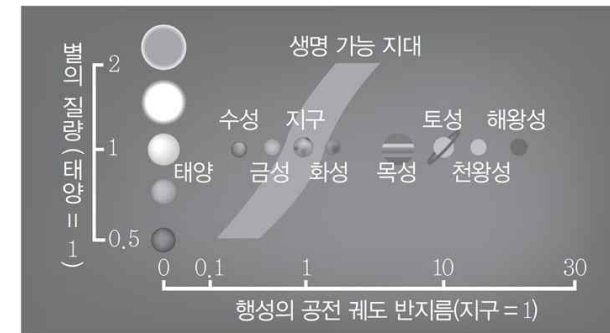 생명 가능 지대
별의 질량(태양=1)
2
1
0.5
수성 지구 토성 해왕성
태양 금성 화성 목성 천왕성
0 0.1 1 10 30
행성의 공전 궤도 반지름(지구=1)